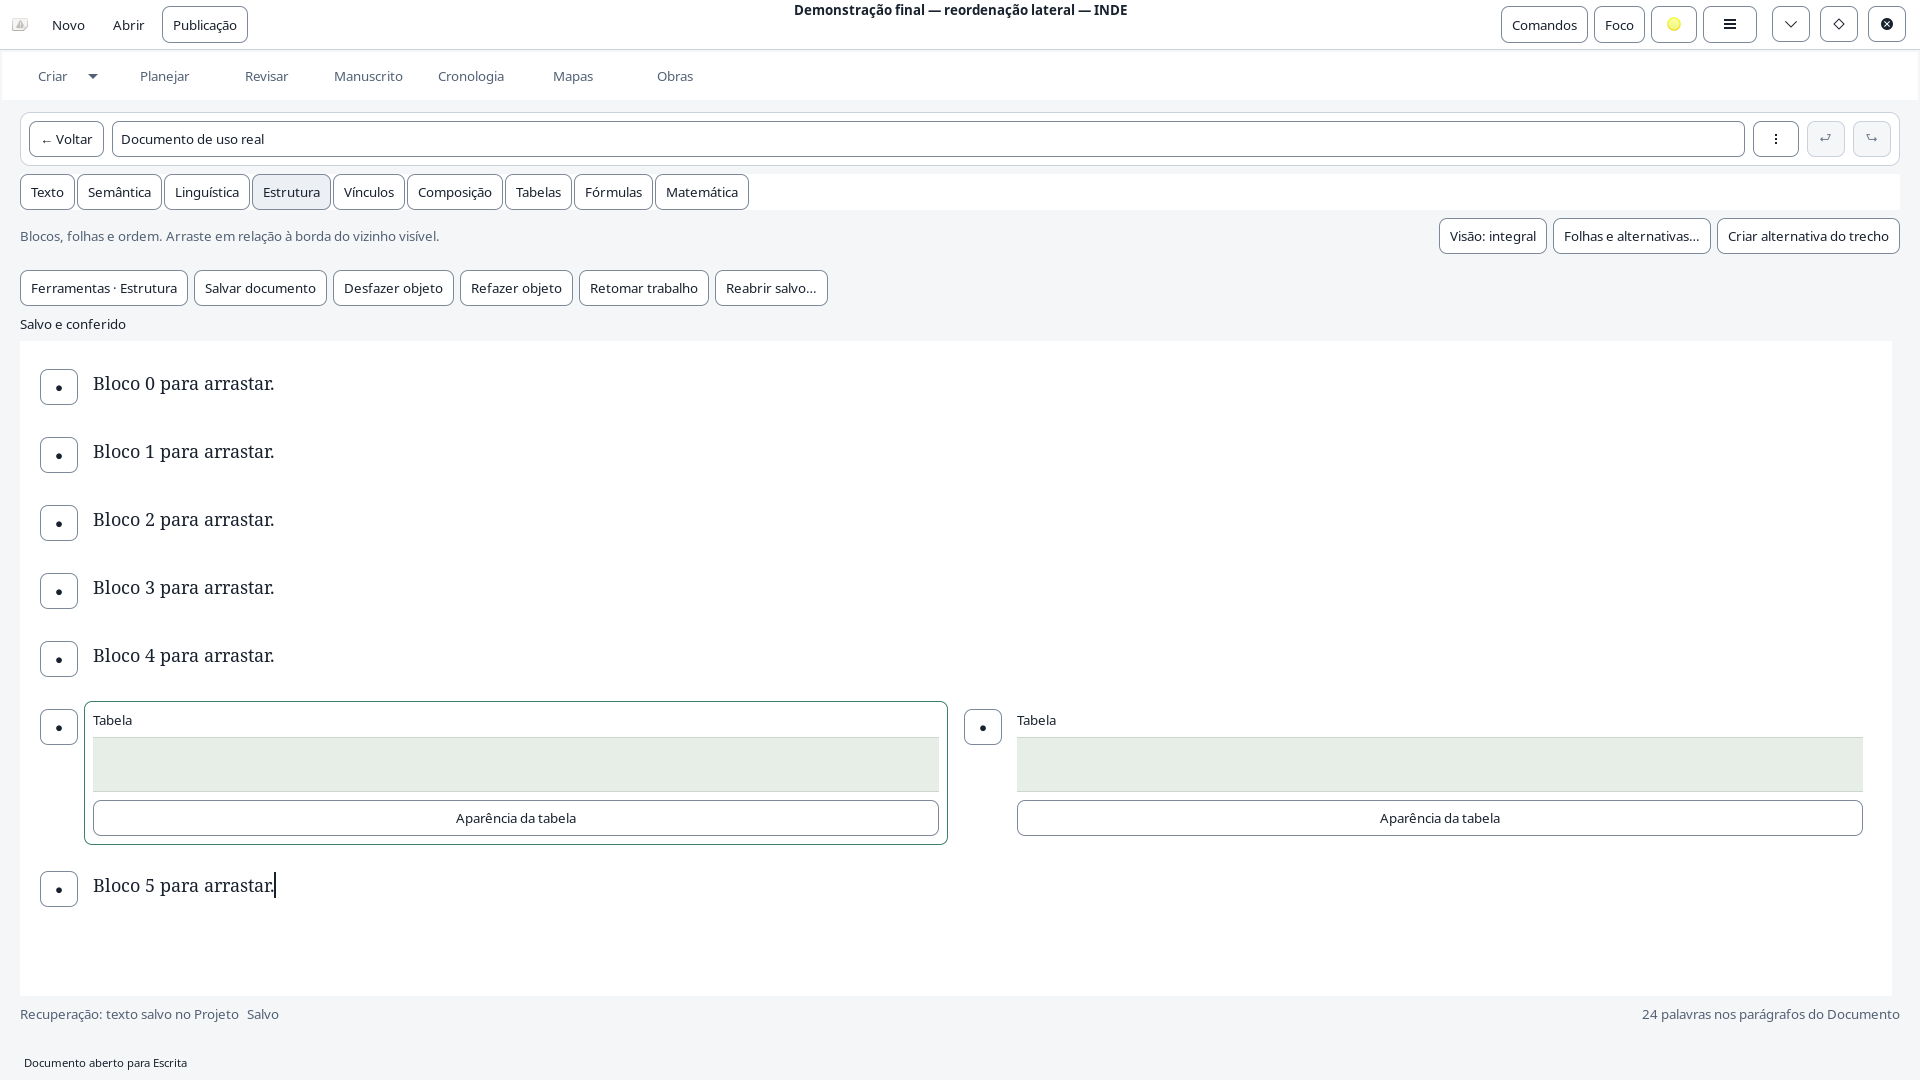 Demonstração final — reordenação lateral — INDE
Novo Abrir Publicação Comandos Foco
Criar Planejar Revisar Manuscrito Cronologia Mapas Obras
← Voltar Documento de uso real
Texto Semântica Linguística Estrutura Vínculos Composição Tabelas Fórmulas Matemática
Blocos, folhas e ordem. Arraste em relação à borda do vizinho visível. Visão: integral Folhas e alternativas... Criar alternativa do trecho
Ferramentas · Estrutura Salvar documento Desfazer objeto Refazer objeto Retomar trabalho Reabrir salvo...
Salvo e conferido
Bloco 0 para arrastar.
Bloco 1 para arrastar.
Bloco 2 para arrastar.
Bloco 3 para arrastar.
Bloco 4 para arrastar.
Tabela Tabela
Aparência da tabela Aparência da tabela
Bloco 5 para arrastar.
Recuperação: texto salvo no Projeto Salvo 24 palavras nos parágrafos do Documento
Documento aberto para Escrita